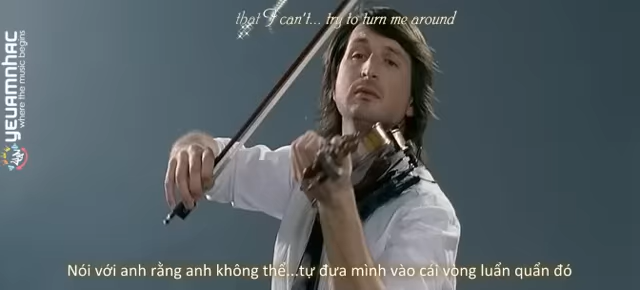 that I can't... try to turn me around
YEUAMNHAC
where the music begins
Nói với anh rằng anh không thể...tự đưa mình vào cái vòng luẩn quẩn đó